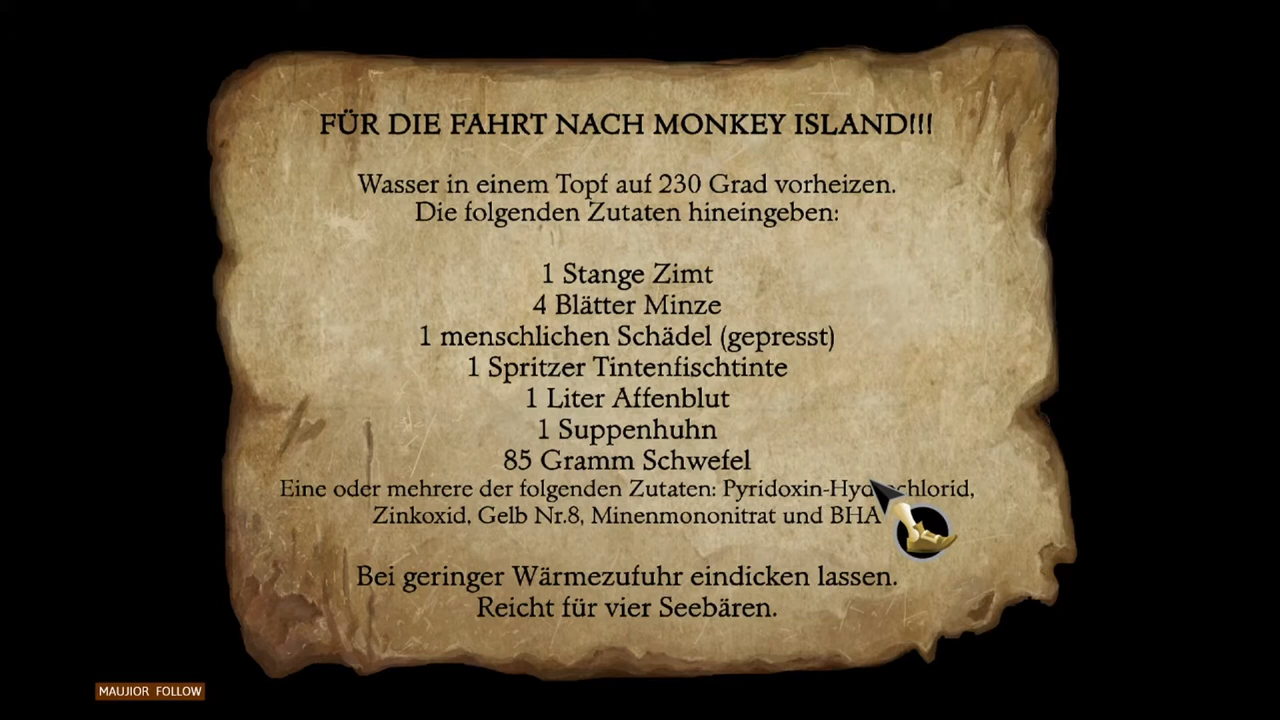 FÜR DIE FAHRT NACH MONKEY ISLAND!!!
Wasser in einem Topf auf 230 Grad vorheizen.
Die folgenden Zutaten hineingeben:
1 Stange Zimt
4 Blätter Minze
1 menschlichen Schädel (gepresst)
1 Spritzer Tintenfischtinte
1 Liter Affenblut
1 Suppenhuhn
85 Gramm Schwefel
Eine oder mehrere der folgenden Zutaten: Pyridoxin-Hydrochlorid,
Zinkoxid, Gelb Nr.8, Minenmononitrat und BHA
Bei geringer Wärmezufuhr eindicken lassen.
Reicht für vier Seebären.
MAUJIOR FOLLOW